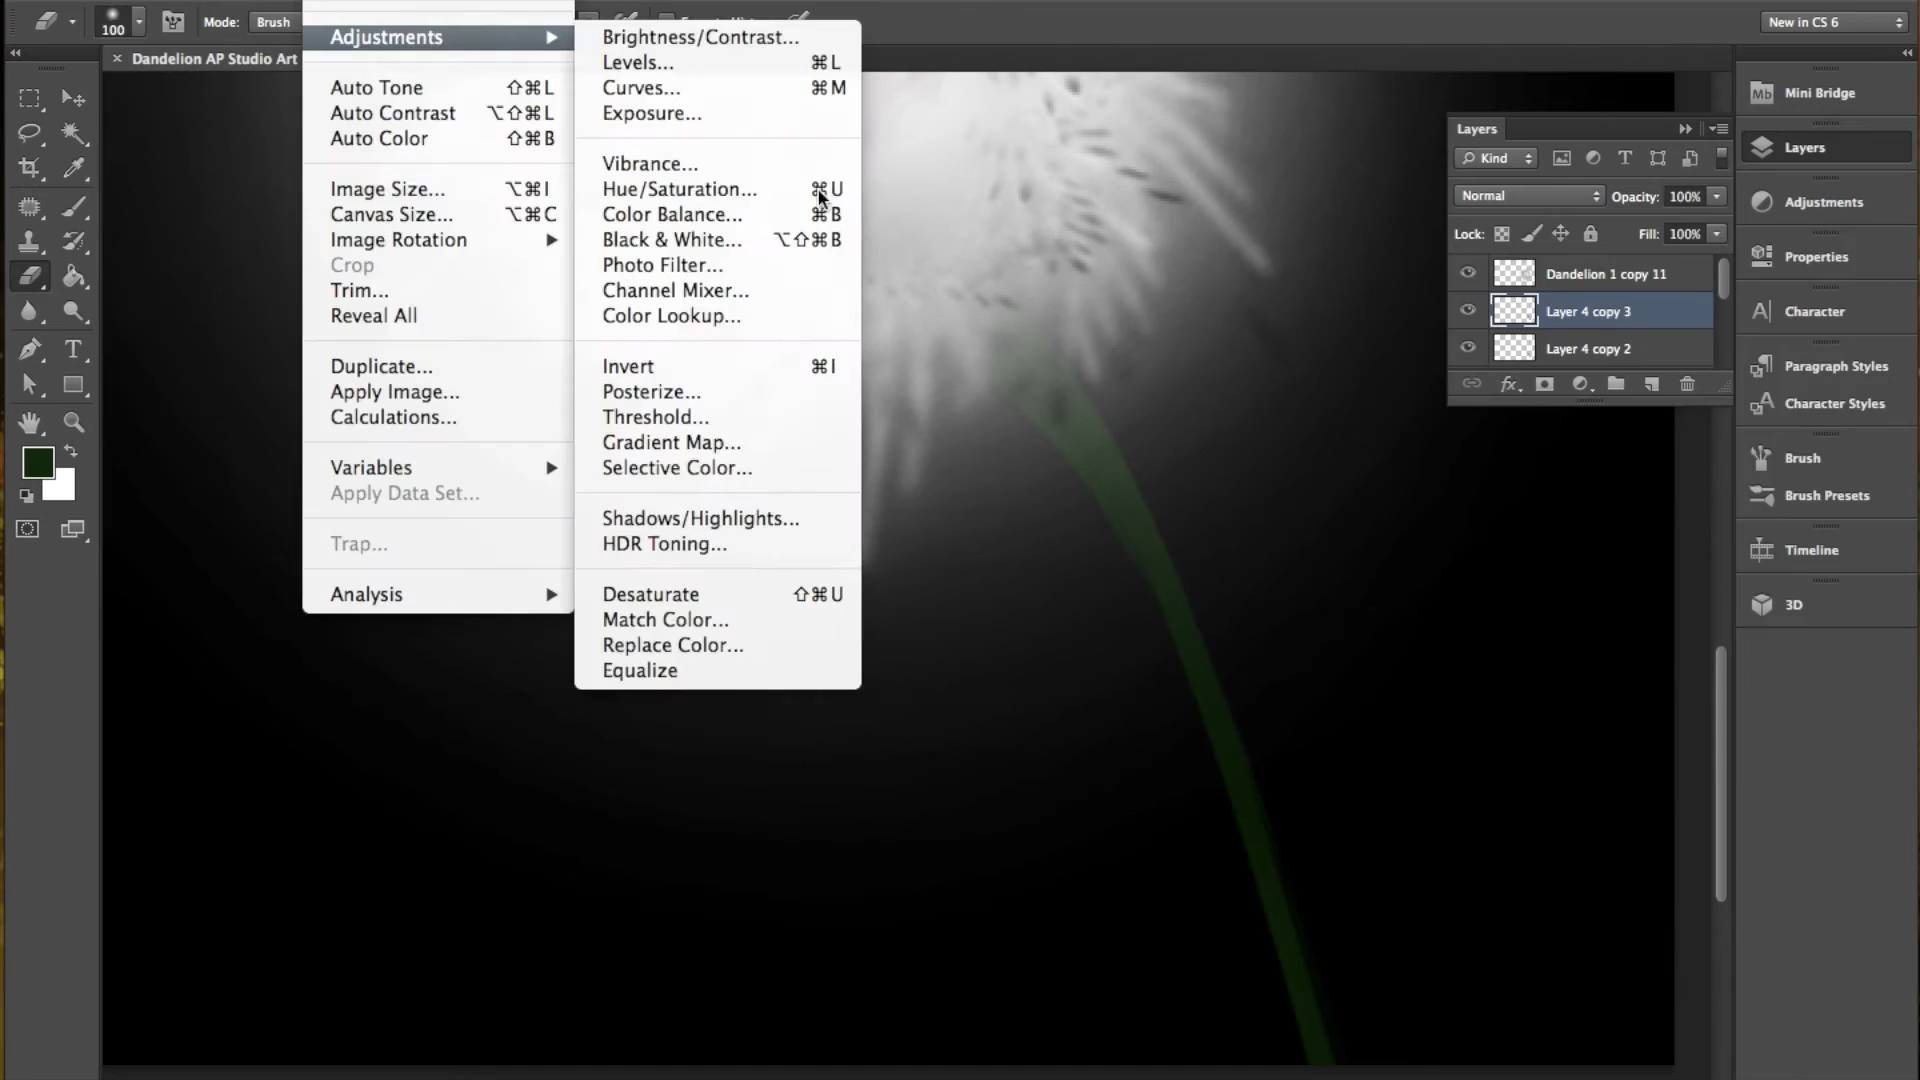 100 Mode: Brush
New in CS 6
× Dandelion AP Studio Art
Adjustments
Auto Tone ⇧⌘L
Auto Contrast ⌥⇧⌘L
Auto Color ⇧⌘B
Image Size... ⌥⌘I
Canvas Size... ⌥⌘C
Image Rotation
Crop
Trim...
Reveal All
Duplicate...
Apply Image...
Calculations...
Variables
Apply Data Set...
Trap...
Analysis
Brightness/Contrast...
Levels... ⌘L
Curves... ⌘M
Exposure...
Vibrance...
Hue/Saturation... ⌘U
Color Balance... ⌘B
Black & White... ⌥⇧⌘B
Photo Filter...
Channel Mixer...
Color Lookup...
Invert ⌘I
Posterize...
Threshold...
Gradient Map...
Selective Color...
Shadows/Highlights...
HDR Toning...
Desaturate ⇧⌘U
Match Color...
Replace Color...
Equalize
Layers
Kind
Normal Opacity: 100%
Lock: Fill: 100%
Dandelion 1 copy 11
Layer 4 copy 3
Layer 4 copy 2
fx
Mb Mini Bridge
Layers
Adjustments
Properties
Character
Paragraph Styles
Character Styles
Brush
Brush Presets
Timeline
3D